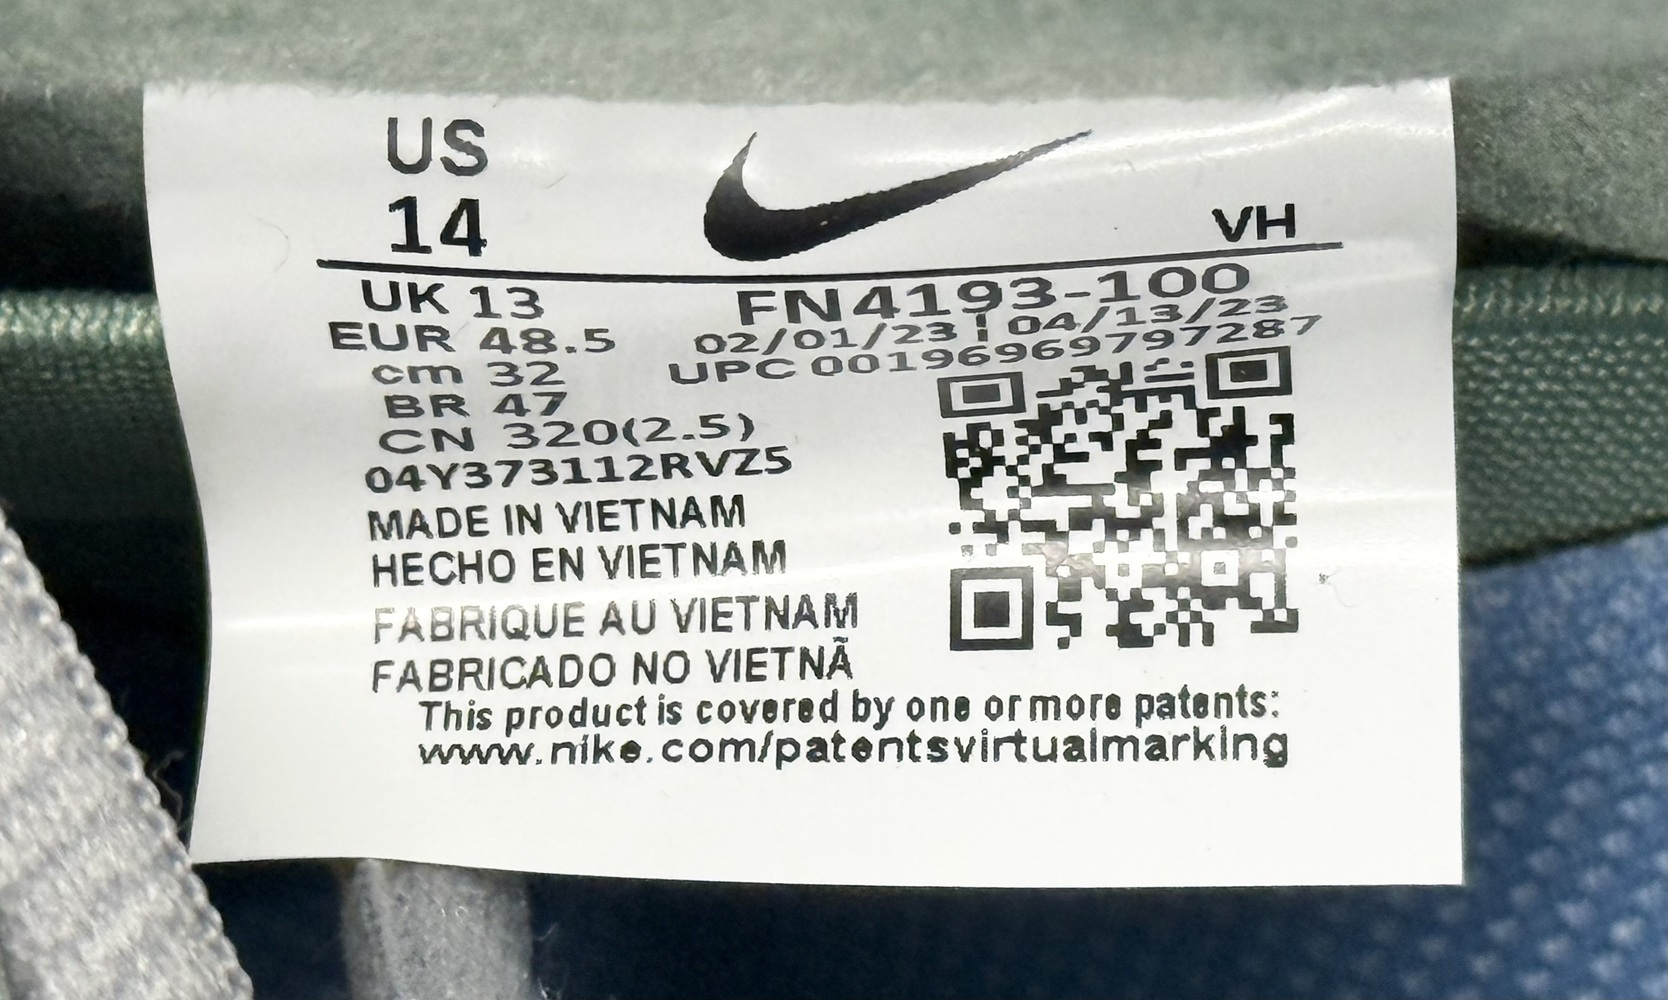 US
14
VH
UK 13
EUR 48.5
cm 32
BR 47
CN 320(2.5)
04Y373112RVZ5
FN4193-100
02/01/23 ¦ 04/13/23
UPC 00196969797287
MADE IN VIETNAM
HECHO EN VIETNAM
FABRIQUE AU VIETNAM
FABRICADO NO VIETNÃ
This product is covered by one or more patents:
www.nike.com/patentsvirtualmarking